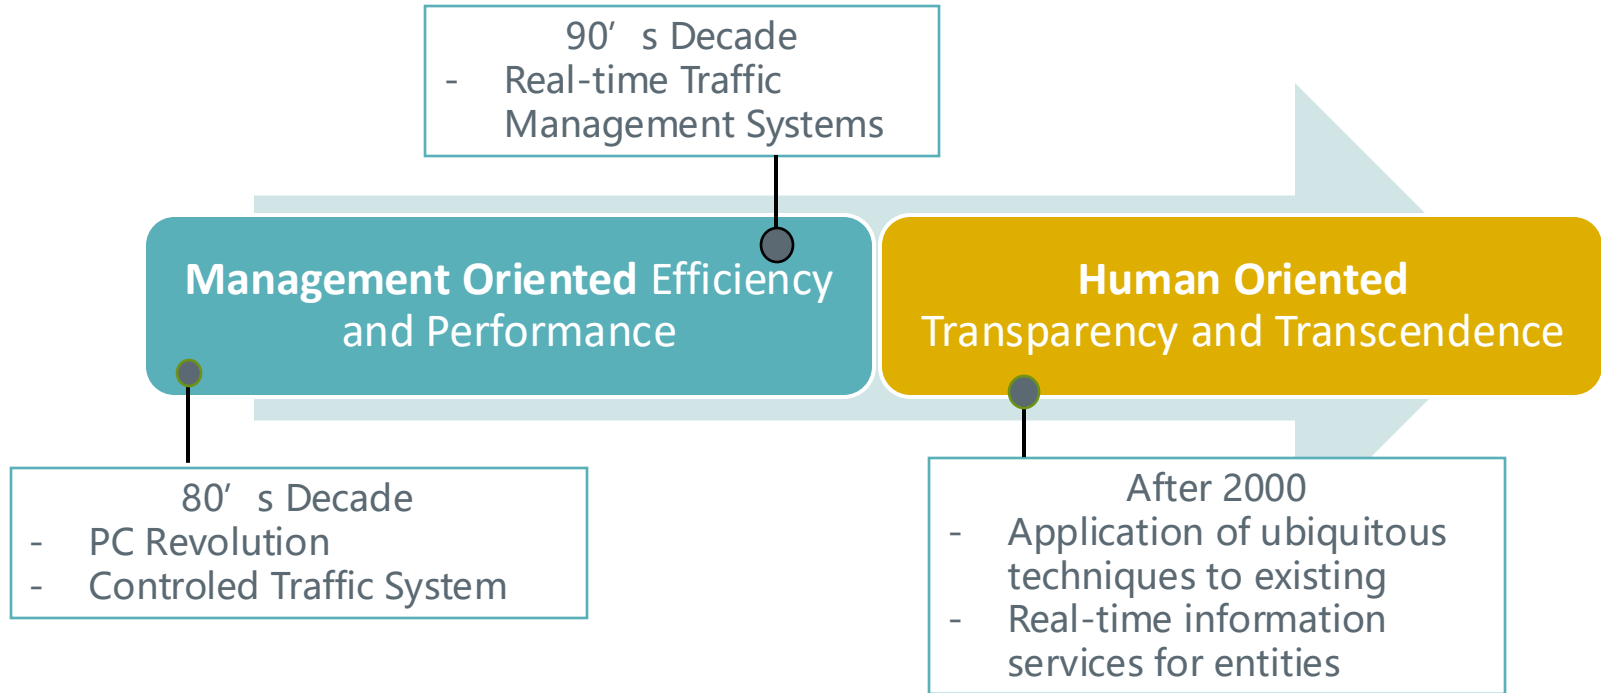 90’ s Decade
- Real-time Traffic
Management Systems
Management Oriented Efficiency
and Performance
Human Oriented
Transparency and Transcendence
80’ s Decade
- PC Revolution
- Controled Traffic System
After 2000
- Application of ubiquitous
techniques to existing
- Real-time information
services for entities